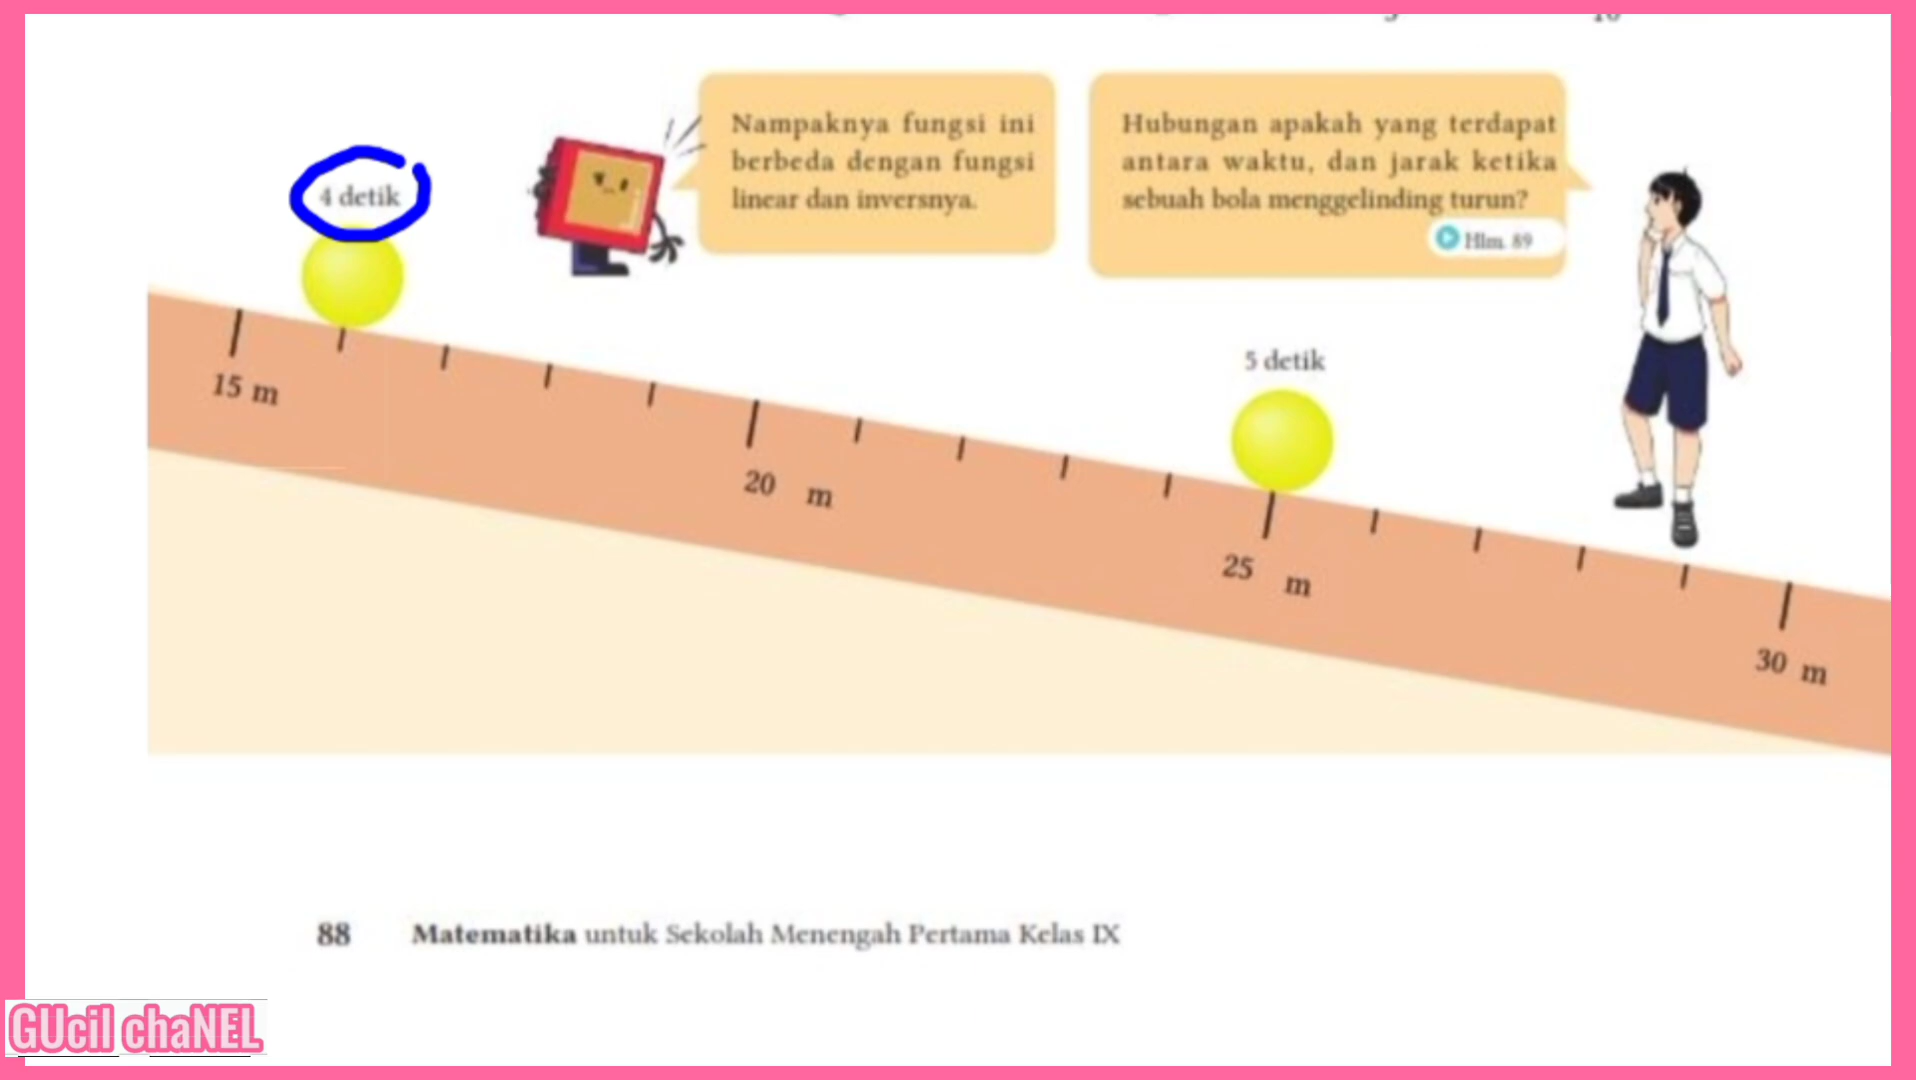 Nampaknya fungsi ini
berbeda dengan fungsi
linear dan inversnya.
Hubungan apakah yang terdapat
antara waktu, dan jarak ketika
sebuah bola menggelinding turun?
Hlm. 89
4 detik
5 detik
15 m
20 m
25 m
30 m
88 Matematika untuk Sekolah Menengah Pertama Kelas IX
GUcil chaNEL